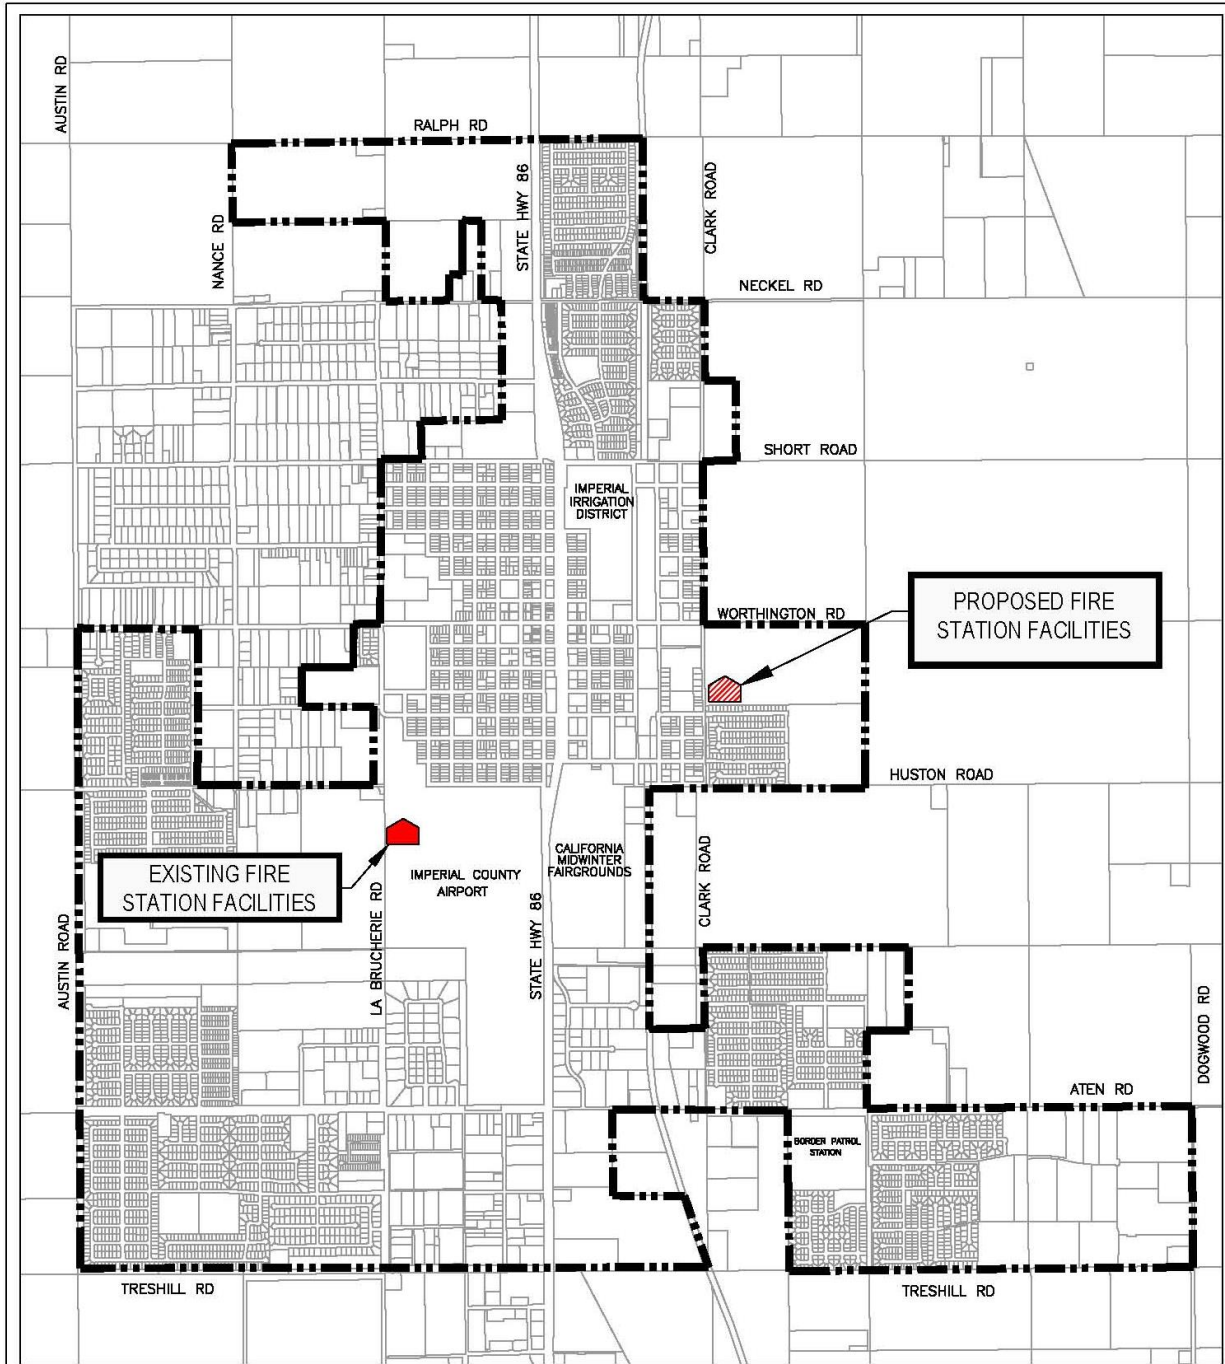 AUSTIN RD
RALPH RD
STATE HWY 86
CLARK ROAD
NANCE RD
NECKEL RD
SHORT ROAD
IMPERIAL
IRRIGATION
DISTRICT
PROPOSED FIRE
STATION FACILITIES
WORTHINGTON RD
HUSTON ROAD
EXISTING FIRE
STATION FACILITIES
IMPERIAL COUNTY
AIRPORT
CALIFORNIA
MIDWINTER
FAIRGROUNDS
CLARK ROAD
LA BRUCHERIE RD
STATE HWY 86
AUSTIN ROAD
DOGWOOD RD
ATEN RD
BORDER PATROL
STATION
TRESHILL RD
TRESHILL RD